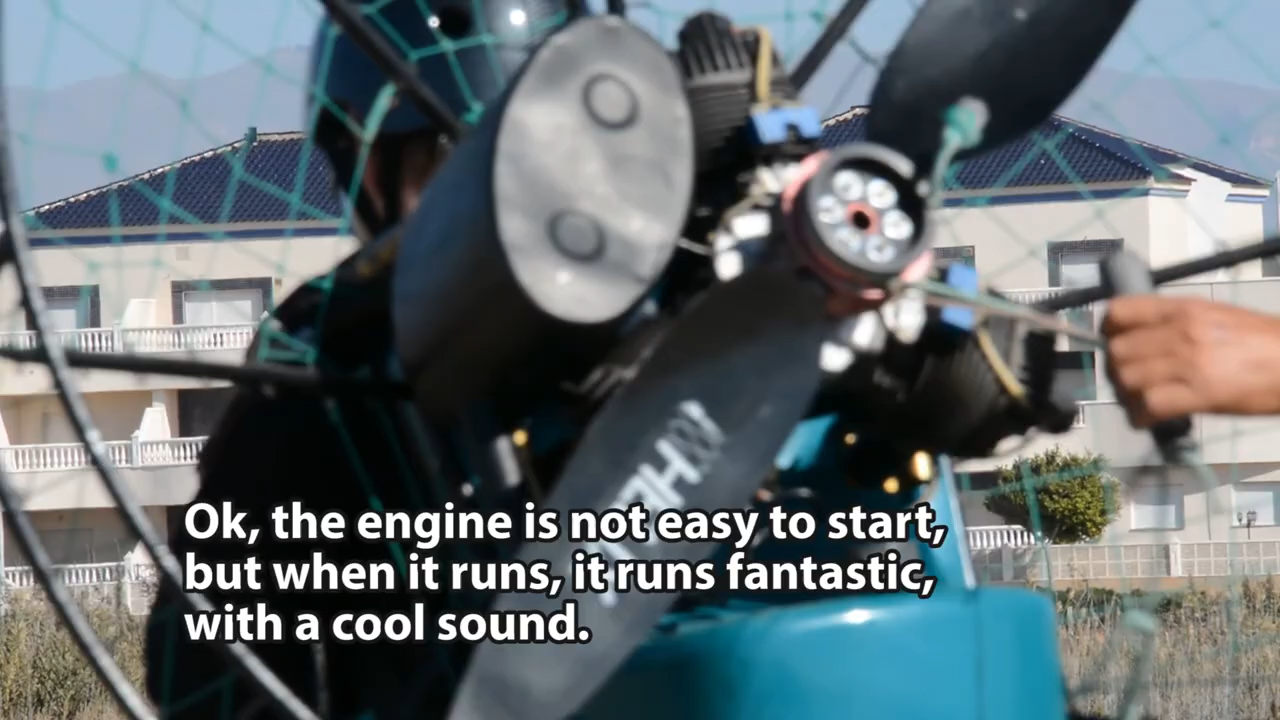 Ok, the engine is not easy to start,
but when it runs, it runs fantastic,
with a cool sound.